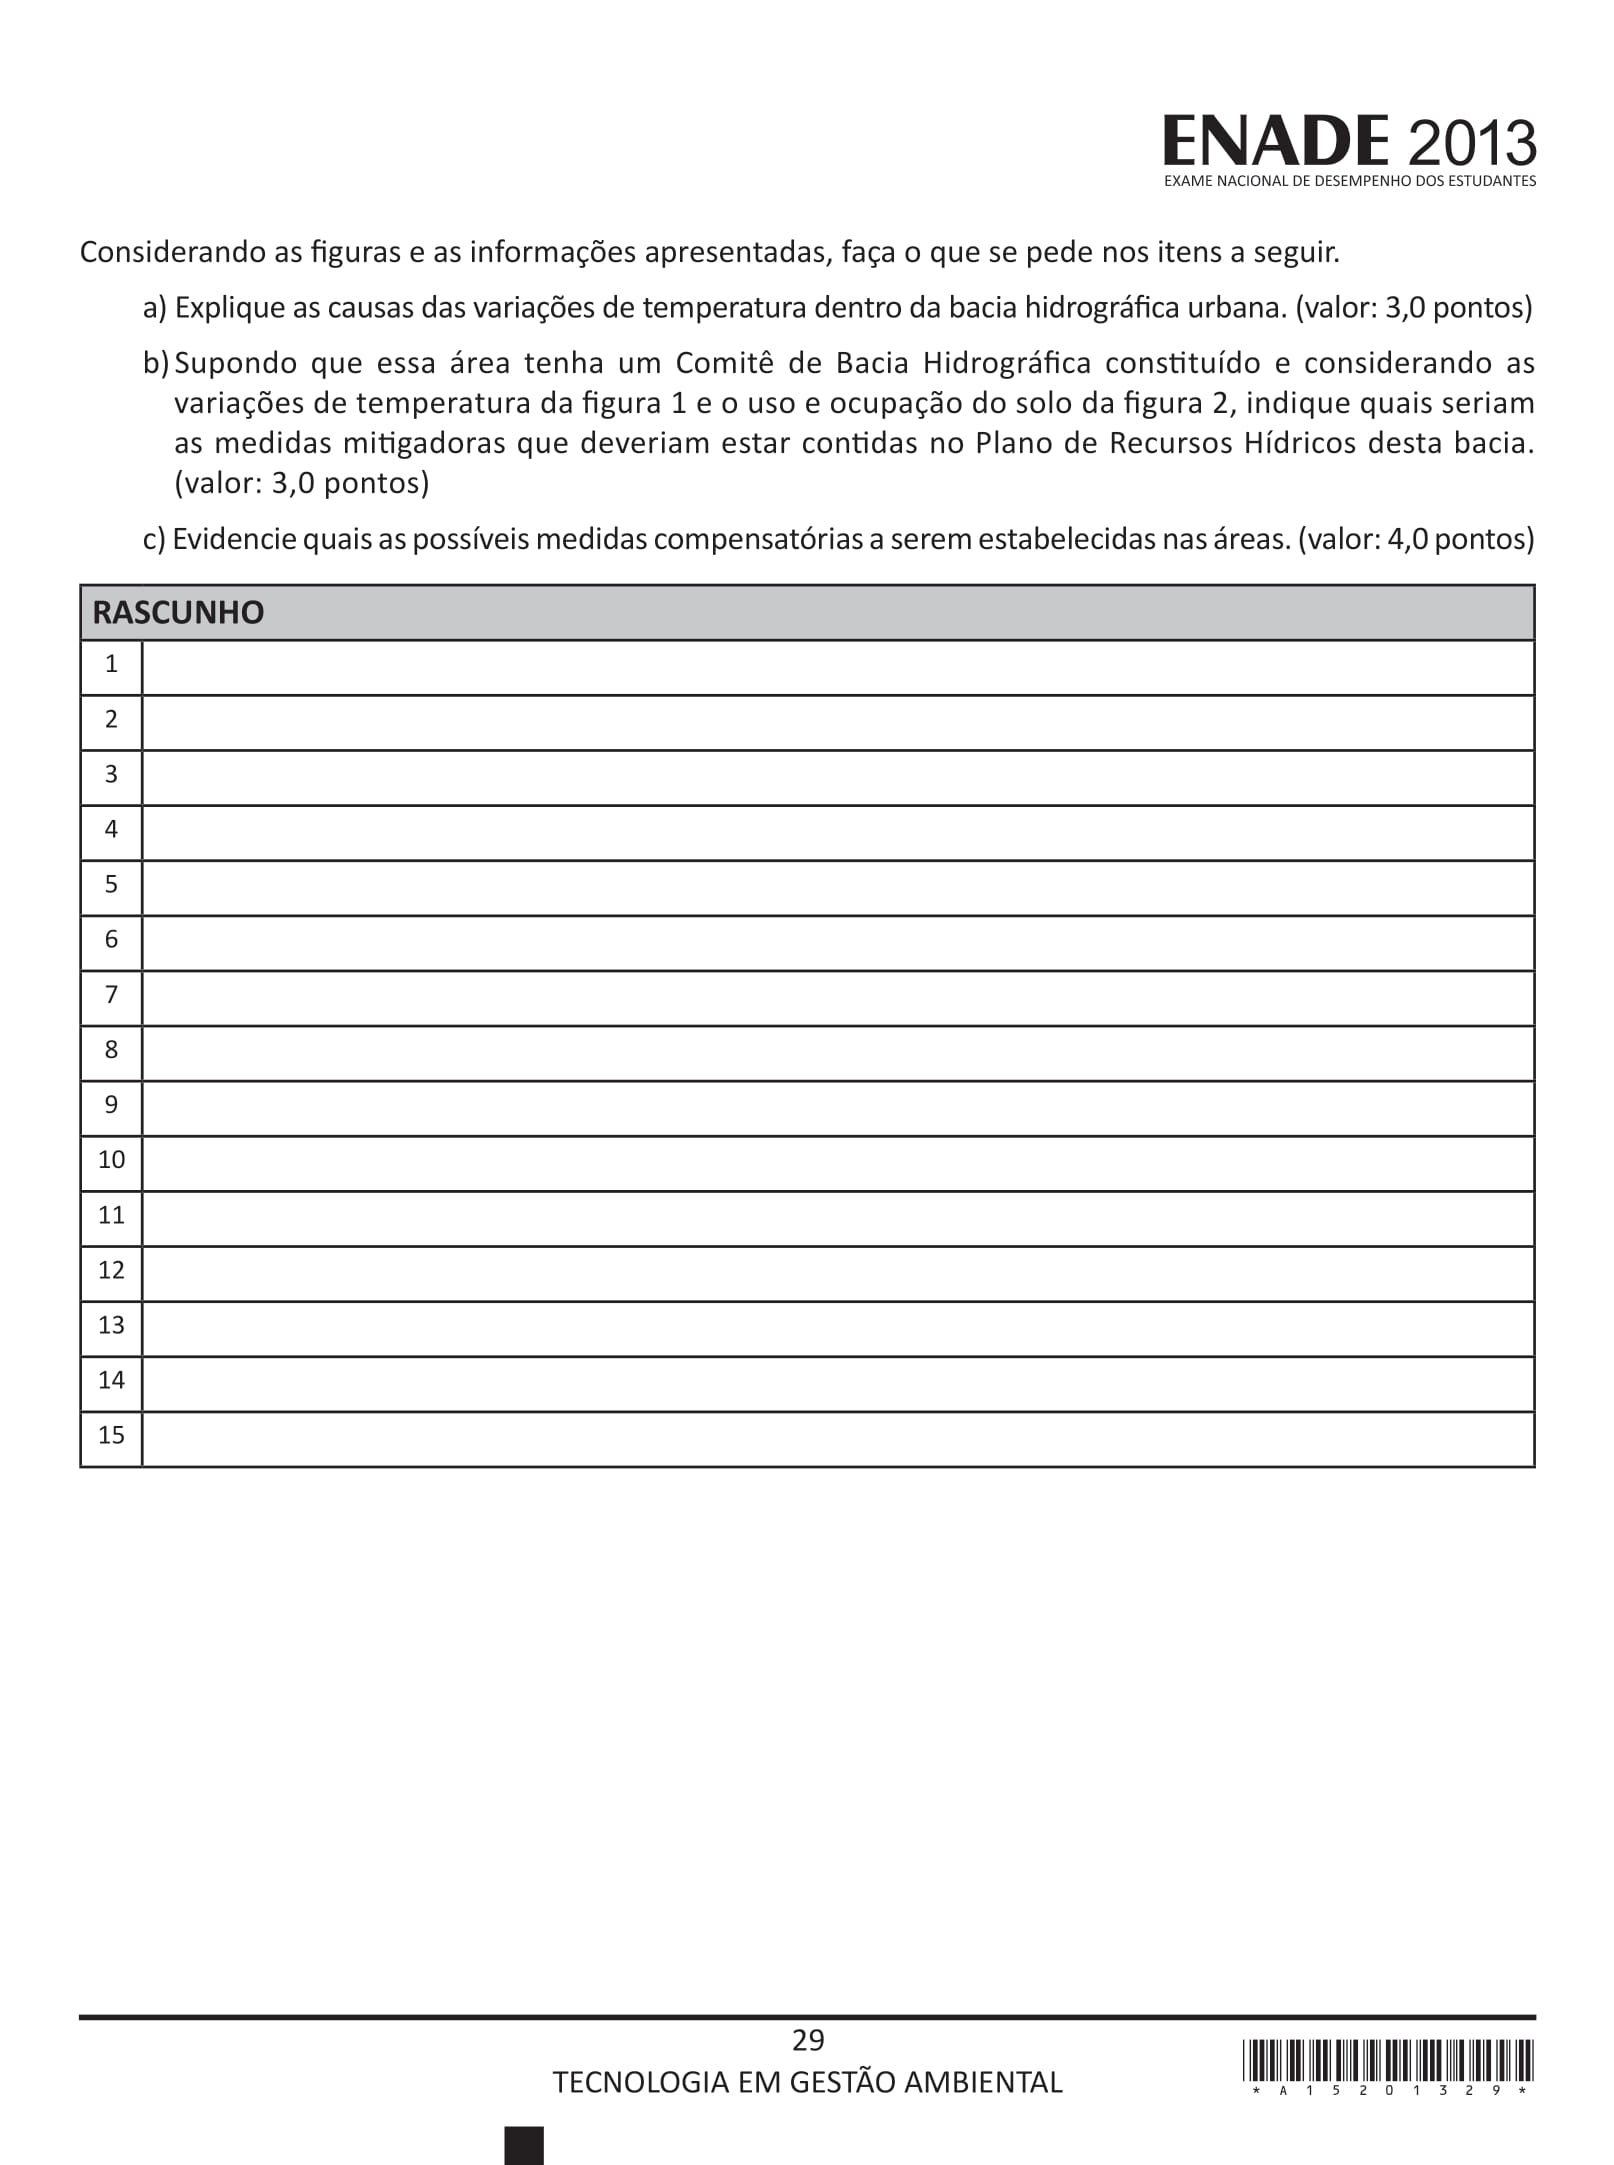 ENADE 2013
EXAME NACIONAL DE DESEMPENHO DOS ESTUDANTES
Considerando as figuras e as informações apresentadas, faça o que se pede nos itens a seguir.
a) Explique as causas das variações de temperatura dentro da bacia hidrográfica urbana. (valor: 3,0 pontos)
b) Supondo que essa área tenha um Comitê de Bacia Hidrográfica constituído e considerando as
variações de temperatura da figura 1 e o uso e ocupação do solo da figura 2, indique quais seriam
as medidas mitigadoras que deveriam estar contidas no Plano de Recursos Hídricos desta bacia.
(valor: 3,0 pontos)
c) Evidencie quais as possíveis medidas compensatórias a serem estabelecidas nas áreas. (valor: 4,0 pontos)
RASCUNHO
1
2
3
4
5
6
7
8
9
10
11
12
13
14
15
29
TECNOLOGIA EM GESTÃO AMBIENTAL
* A 1 5 2 0 1 3 2 9 *